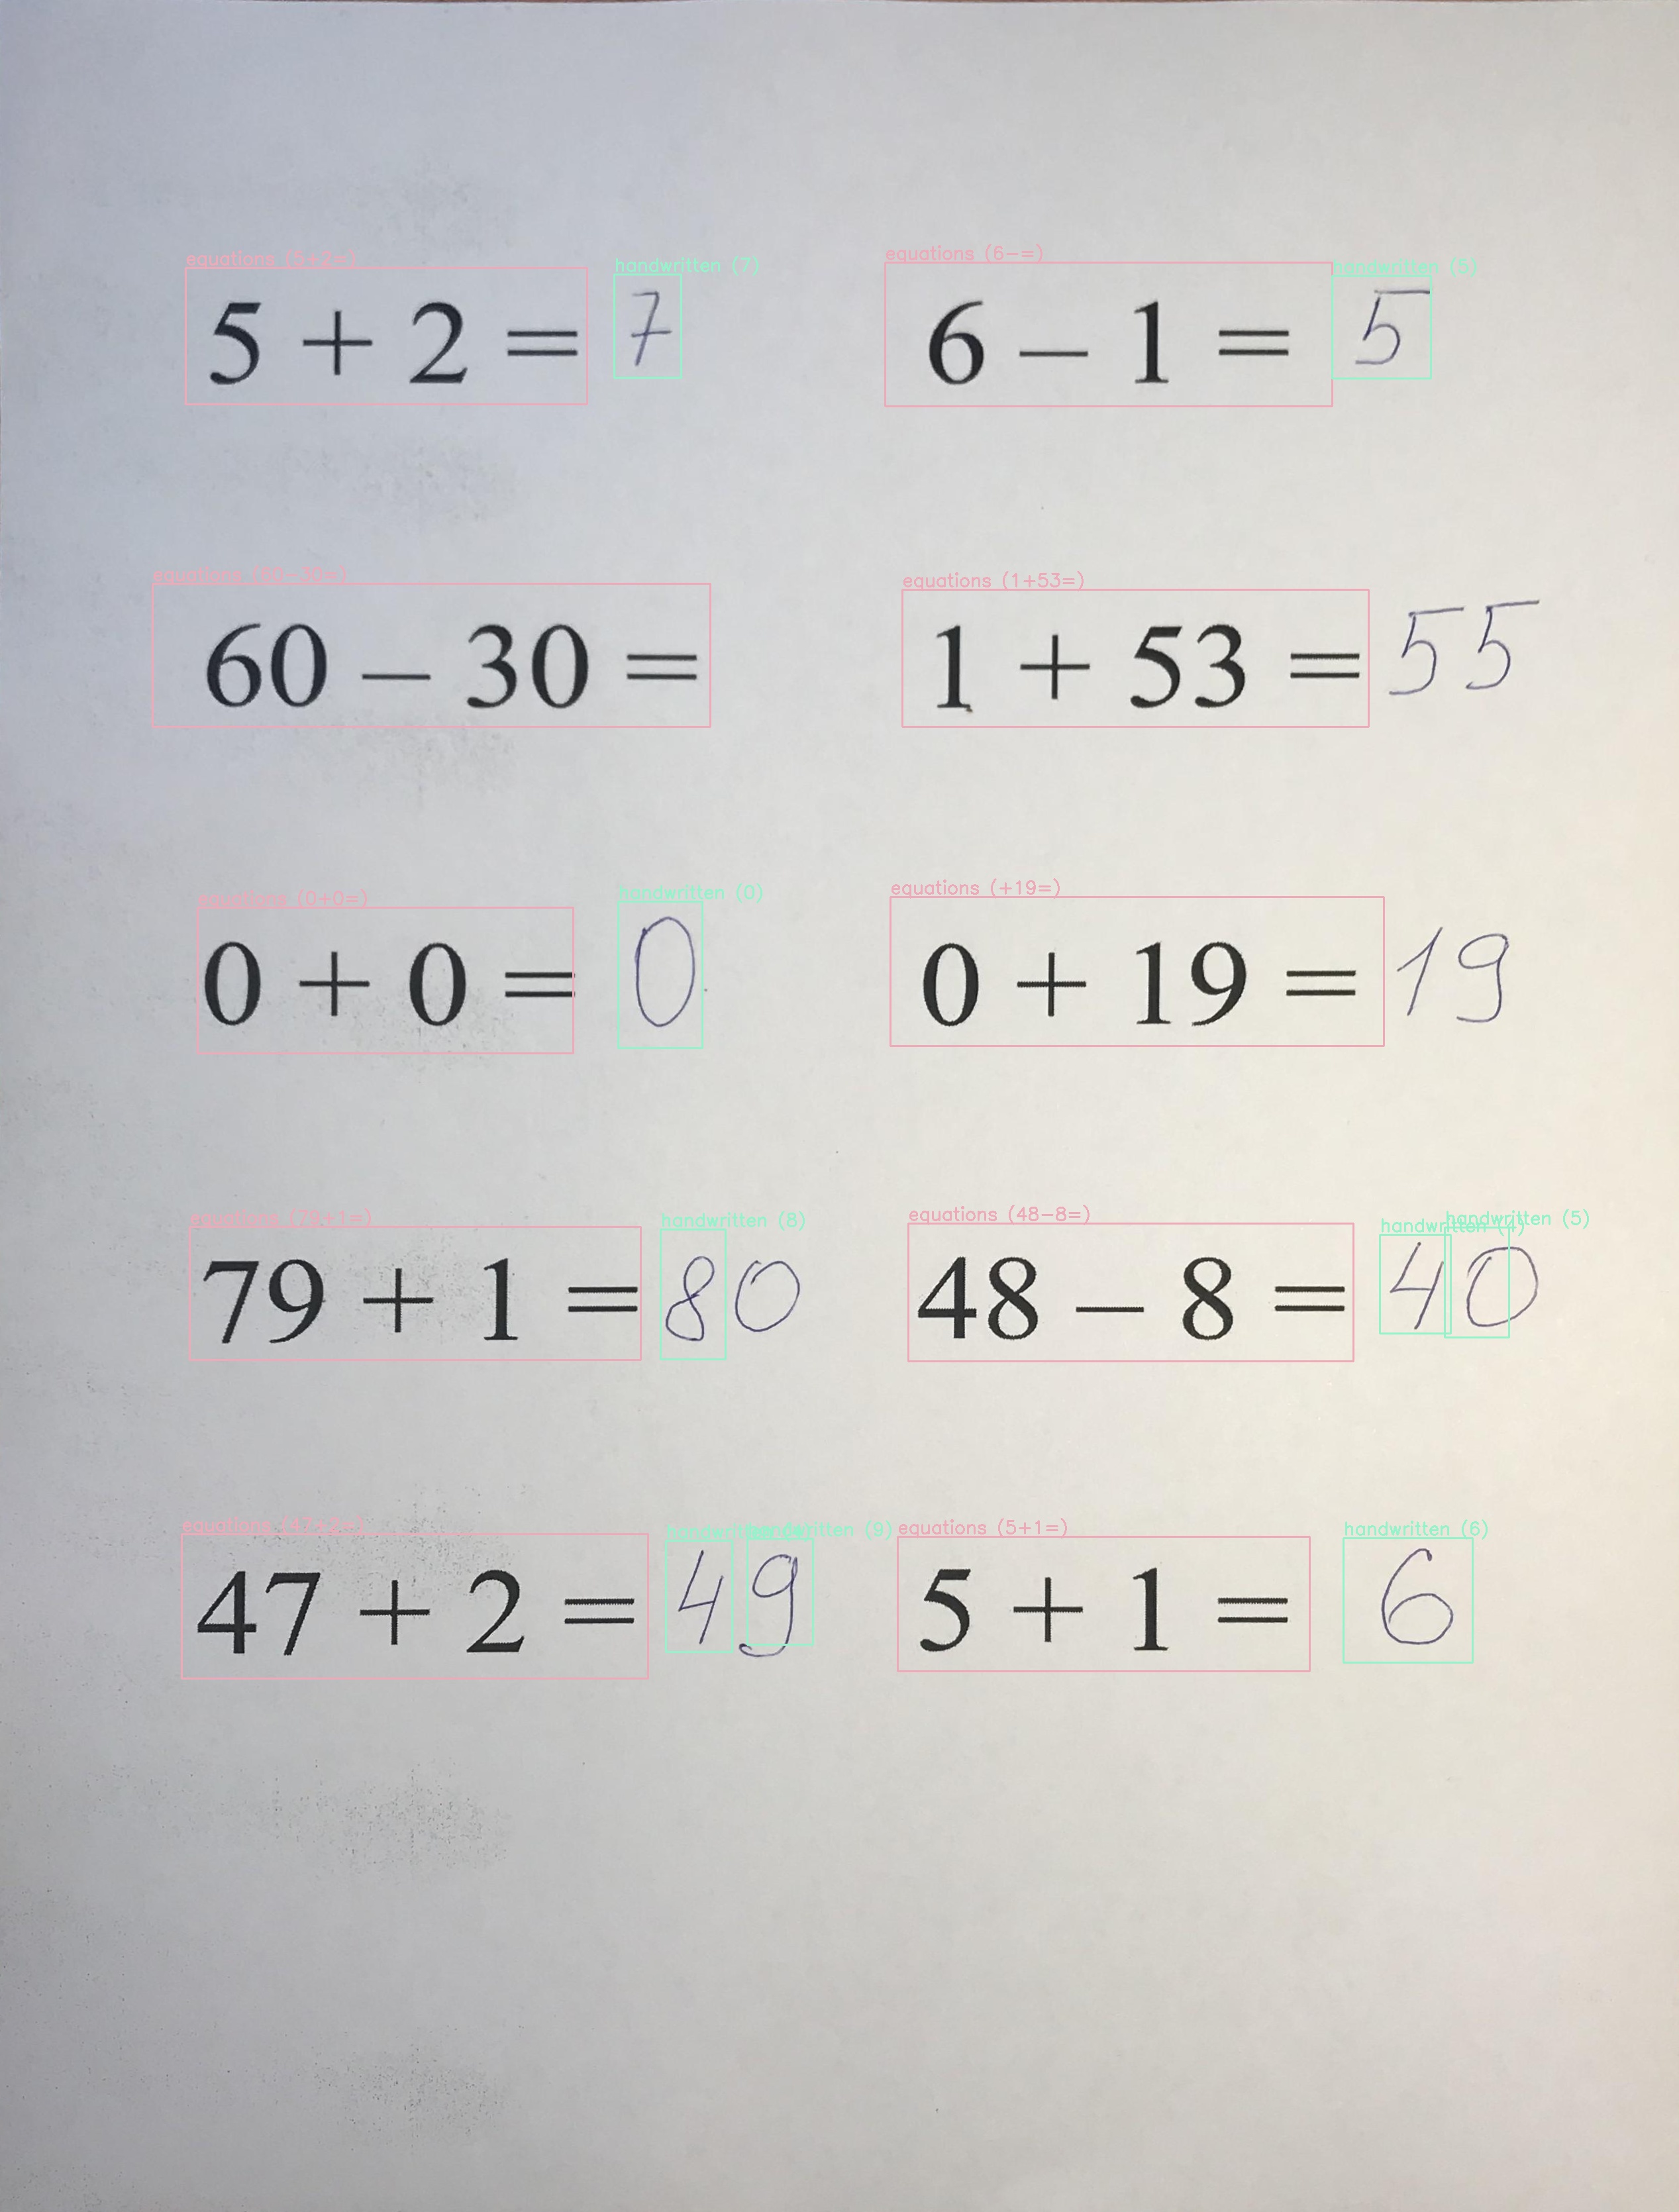 equations (5+2=) handwritten (7) equations (6-=) handwritten (5)
5 + 2 = 7 6 – 1 = 5
equations (60-30=) equations (1+53=)
60 – 30 = 1 + 53 = 55
equations (0+0=) handwritten (0) equations (+19=)
0 + 0 = 0 0 + 19 = 19
equations (79+1=) handwritten (8) equations (48-8=) handwritten (4) handwritten (5)
79 + 1 = 80 48 – 8 = 40
equations (47+2=) handwritten handwritten (9) equations (5+1=) handwritten (6)
47 + 2 = 49 5 + 1 = 6